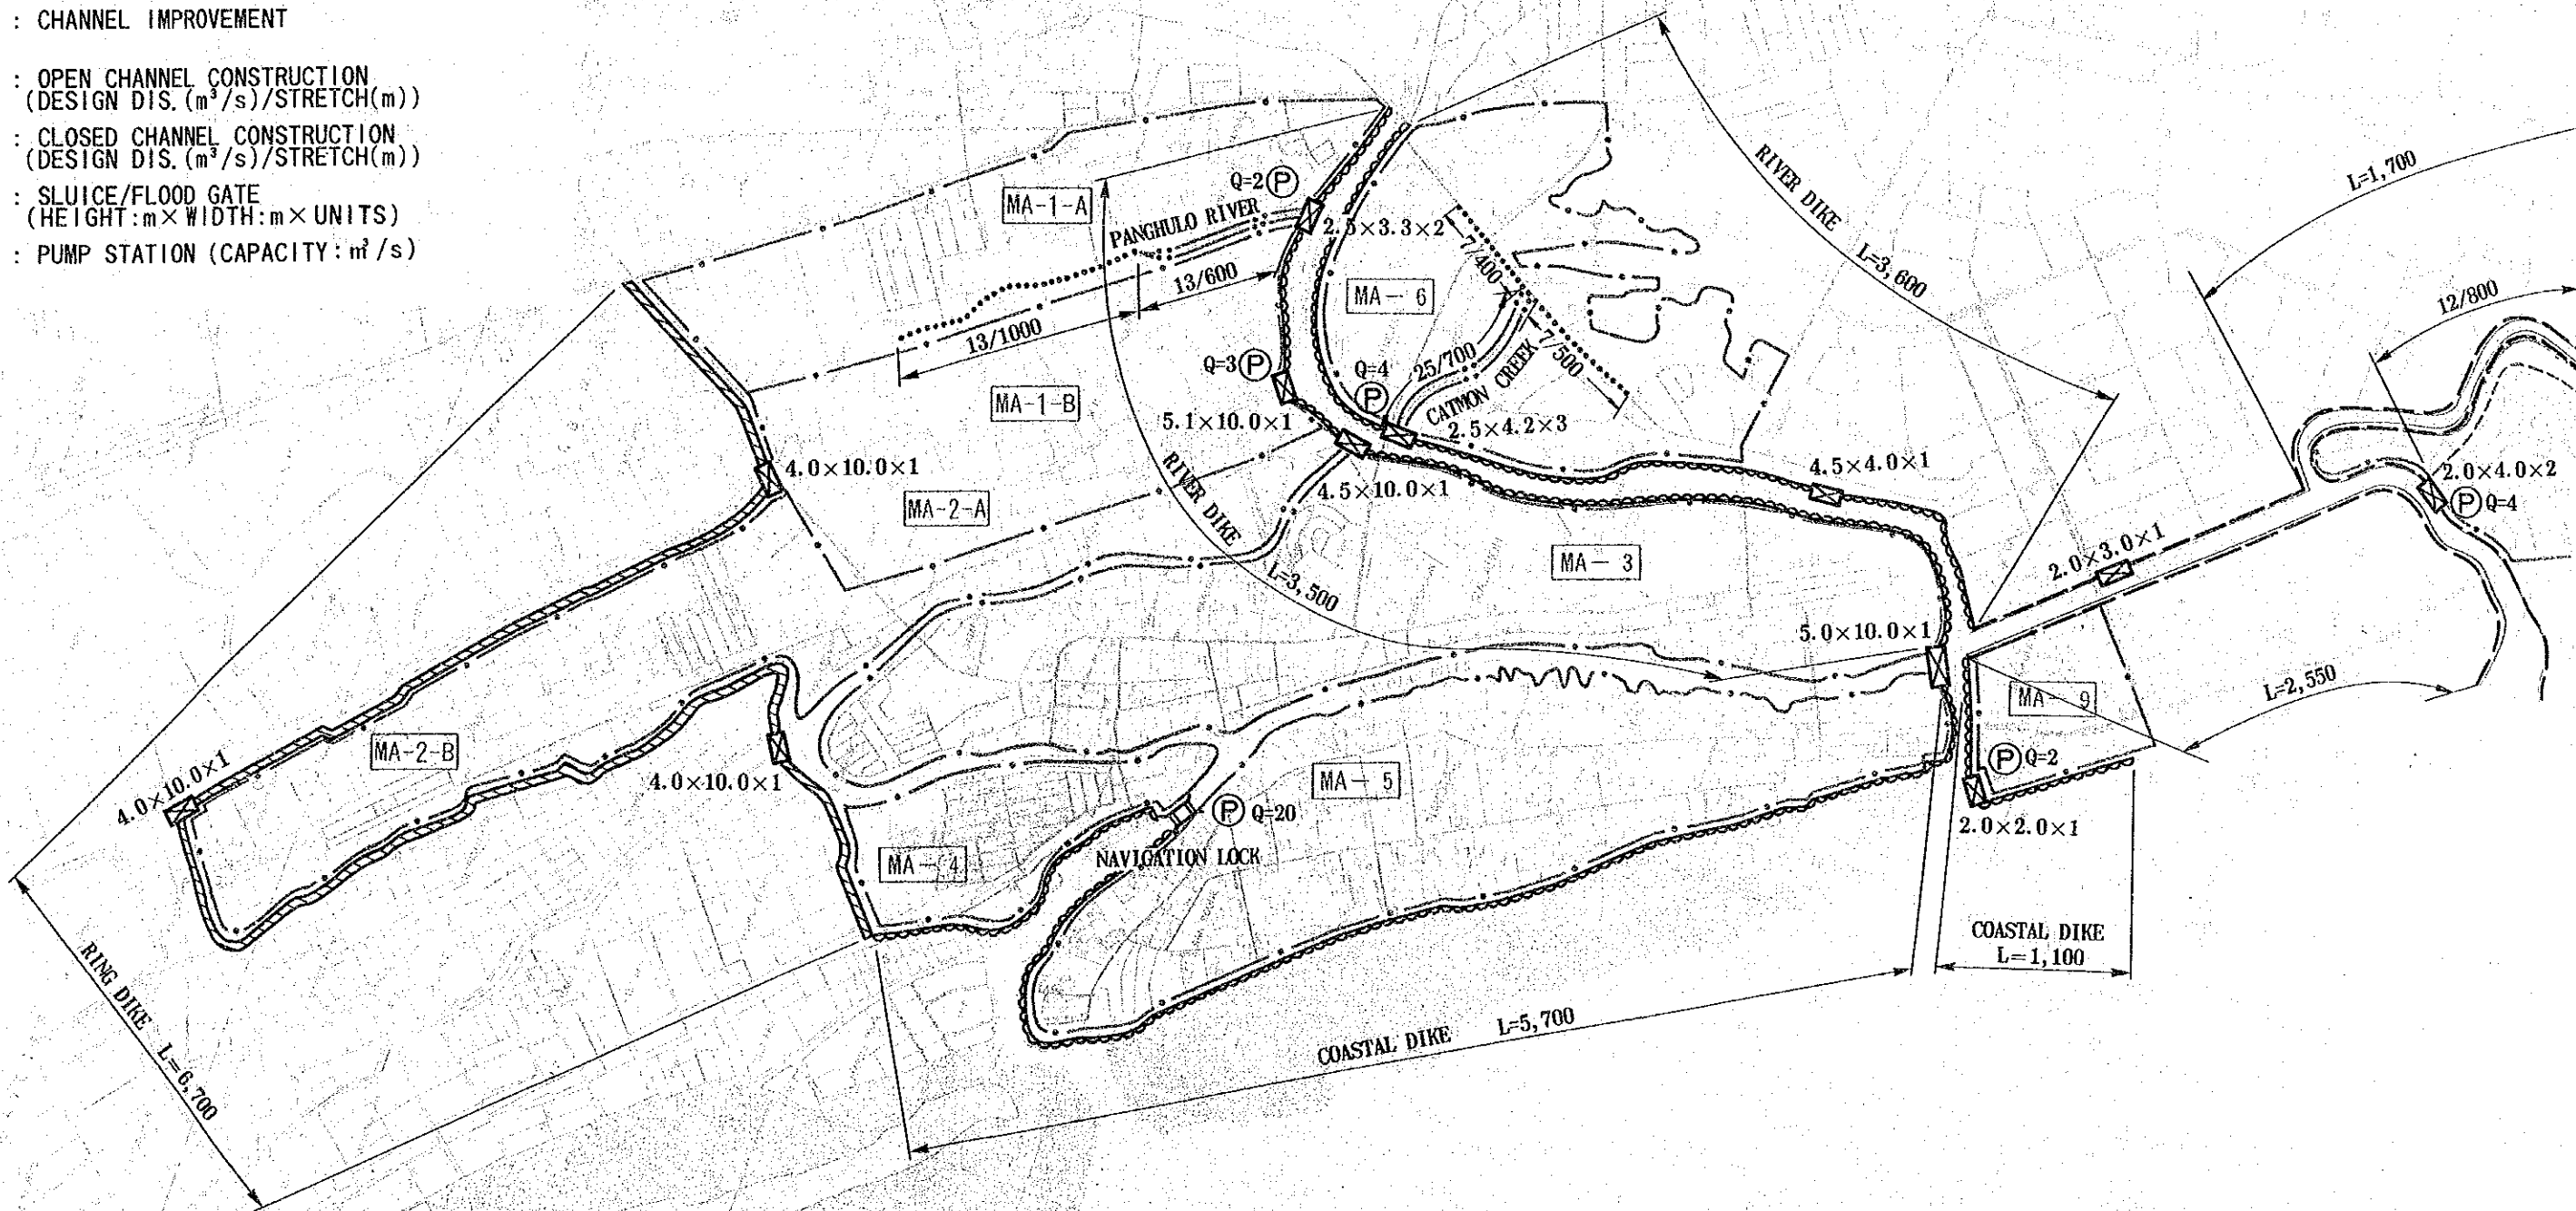 : CHANNEL IMPROVEMENT
: OPEN CHANNEL CONSTRUCTION
(DESIGN DIS.(m³/s)/STRETCH(m))
: CLOSED CHANNEL CONSTRUCTION
(DESIGN DIS.(m³/s)/STRETCH(m))
: SLUICE/FLOOD GATE
(HEIGHT:m×WIDTH:m×UNITS)
: PUMP STATION (CAPACITY:m³/s)
MA-1-A
Q=2 P
PANGHULO RIVER
2.5×3.3×2
7/400
13/600
13/1000
MA-6
RIVER DIKE L=3,600
L=1,700
12/800
Q=3 P
Q=4
P
25/700
CATMON CREEK
7/500
MA-1-B
5.1×10.0×1
2.5×4.2×3
4.0×10.0×1
4.5×10.0×1
4.5×4.0×1
2.0×4.0×2
P Q=4
MA-2-A
RIVER DIKE
L=3,500
MA-3
2.0×3.0×1
5.0×10.0×1
MA-9
L=2,550
MA-2-B
4.0×10.0×1
4.0×10.0×1
MA-5
P Q=2
P Q=20
2.0×2.0×1
MA-4
NAVIGATION LOCK
RING DIKE L=6,700
COASTAL DIKE
L=1,100
COASTAL DIKE L=5,700